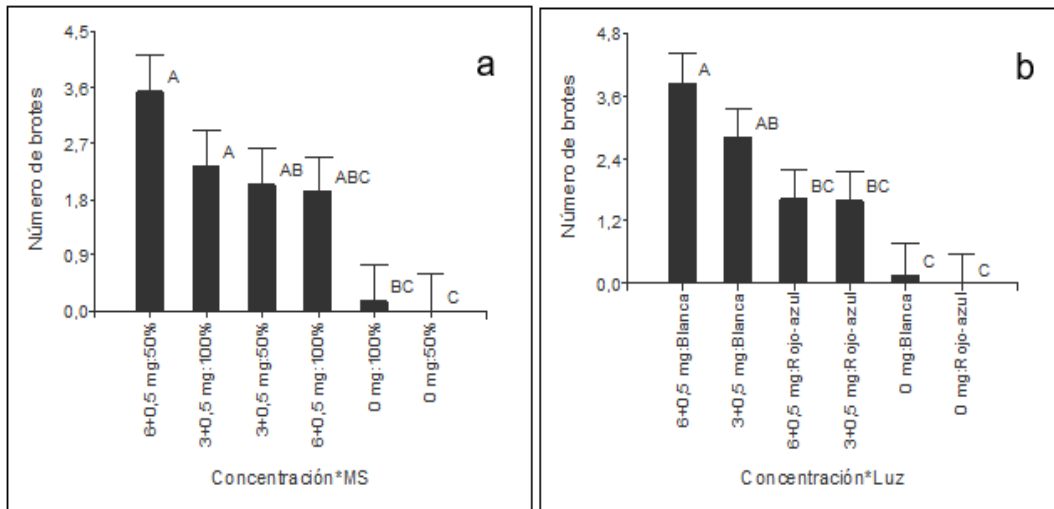 a
Número de brotes
4,5
3,6
2,7
1,8
0,9
0,0
A
A
AB
ABC
BC
C
6+0,5 mg:50%
3+0,5 mg:100%
3+0,5 mg:50%
6+0,5 mg:100%
0 mg:100%
0 mg:50%
Concentración*MS
b
Número de brotes
4,8
3,6
2,4
1,2
0,0
A
AB
BC
BC
C
C
6+0,5 mg:Blanca
3+0,5 mg:Blanca
6+0,5 mg:Rojo-azul
3+0,5 mg:Rojo-azul
0 mg:Blanca
0 mg:Rojo-azul
Concentración*Luz